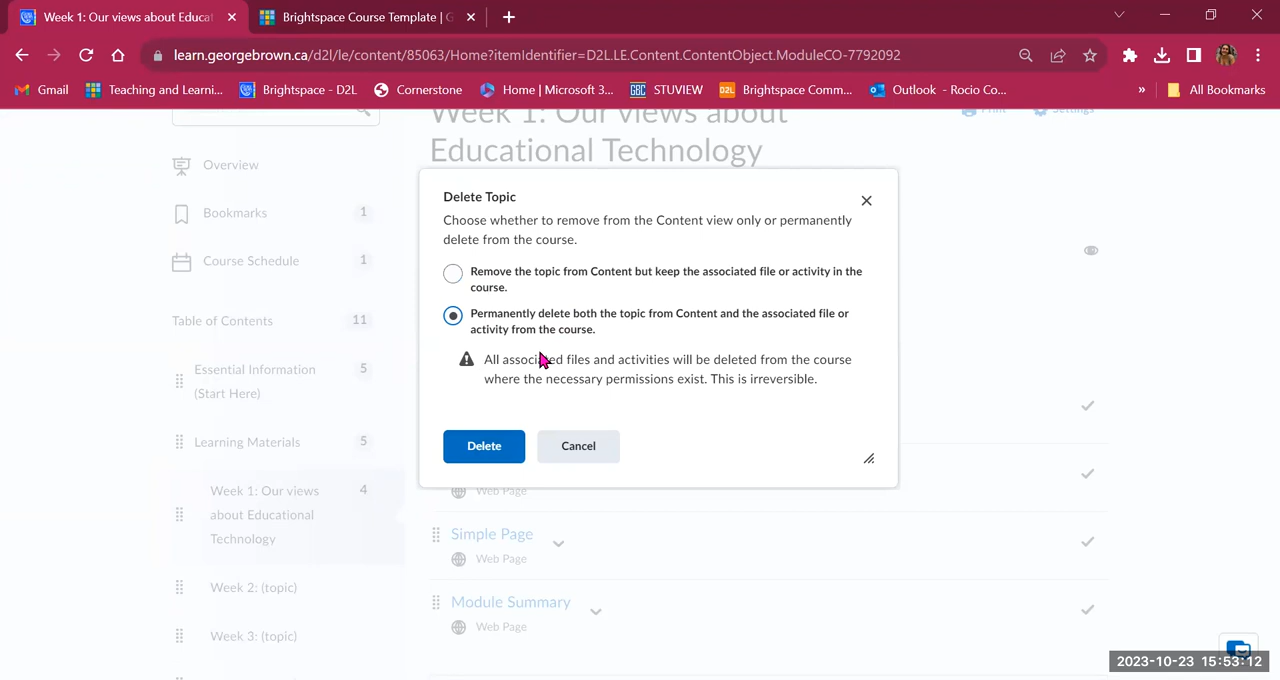 Week 1: Our views about Educat
Brightspace Course Template | G
learn.georgebrown.ca/d2l/le/content/85063/Home?itemIdentifier=D2L.LE.Content.ContentObject.ModuleCO-7792092
Gmail
Teaching and Learni...
Brightspace - D2L
Cornerstone
Home | Microsoft 3...
GBC STUVIEW
D2L Brightspace Comm...
Outlook - Rocio Co...
»
All Bookmarks
Week 1: Our views about
Educational Technology
Print
Settings
Overview
Bookmarks 1
Course Schedule 1
Table of Contents 11
Essential Information 5
(Start Here)
Learning Materials 5
Week 1: Our views 4
about Educational
Technology
Week 2: (topic)
Week 3: (topic)
Delete Topic
Choose whether to remove from the Content view only or permanently
delete from the course.
Remove the topic from Content but keep the associated file or activity in the
course.
Permanently delete both the topic from Content and the associated file or
activity from the course.
All associated files and activities will be deleted from the course
where the necessary permissions exist. This is irreversible.
Delete
Cancel
Web Page
Simple Page
Web Page
Module Summary
Web Page
2023-10-23 15:53:12